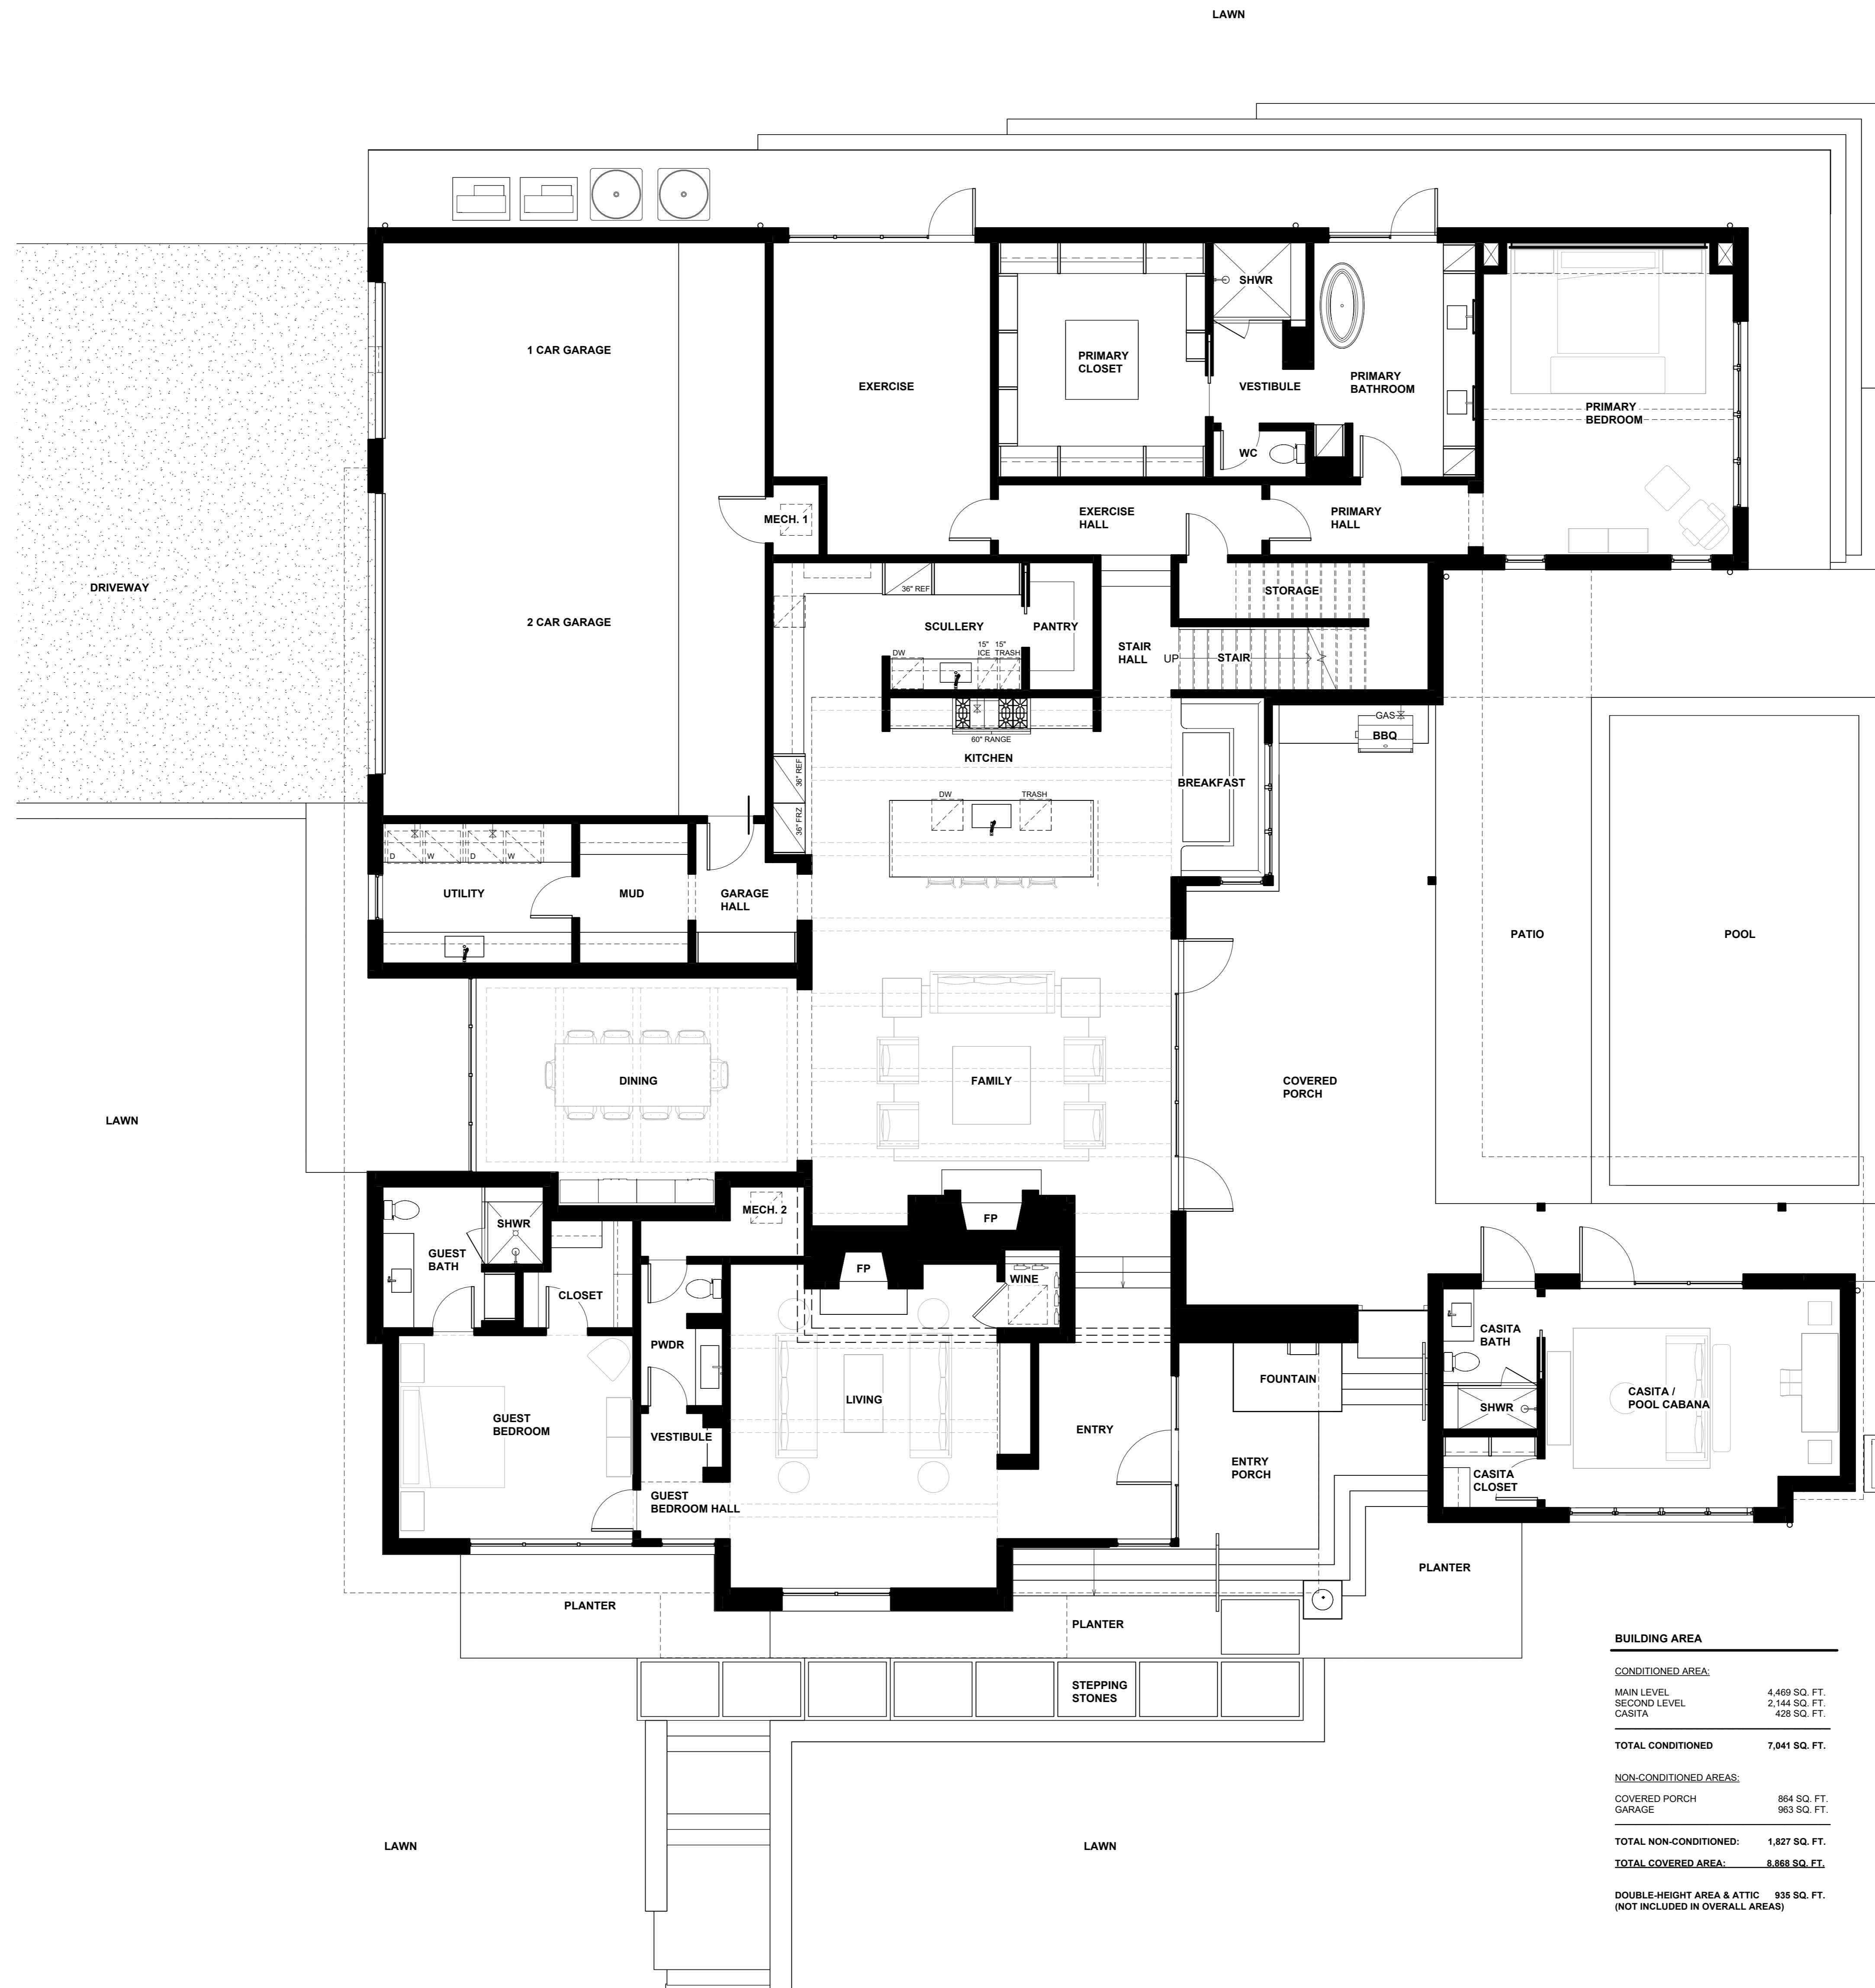 LAWN
1 CAR GARAGE
EXERCISE
PRIMARY
CLOSET
SHWR
VESTIBULE
PRIMARY
BATHROOM
PRIMARY
BEDROOM
WC
MECH. 1
EXERCISE
HALL
PRIMARY
HALL
DRIVEWAY
2 CAR GARAGE
36" REF
SCULLERY
PANTRY
STORAGE
DW
15"
ICE
15"
TRASH
STAIR
HALL
UP
STAIR
60" RANGE
KITCHEN
36" REF
36" FRZ
DW
TRASH
BREAKFAST
GAS
BBQ
D
W
D
W
UTILITY
MUD
GARAGE
HALL
PATIO
POOL
DINING
FAMILY
COVERED
PORCH
LAWN
MECH. 2
SHWR
FP
GUEST
BATH
FP
WINE
CLOSET
PWDR
CASITA
BATH
FOUNTAIN
LIVING
CASITA /
POOL CABANA
SHWR
GUEST
BEDROOM
VESTIBULE
ENTRY
ENTRY
PORCH
CASITA
CLOSET
GUEST
BEDROOM HALL
PLANTER
PLANTER
PLANTER
STEPPING
STONES
LAWN
LAWN
BUILDING AREA
CONDITIONED AREA:
MAIN LEVEL 4,469 SQ. FT.
SECOND LEVEL 2,144 SQ. FT.
CASITA 428 SQ. FT.
TOTAL CONDITIONED 7,041 SQ. FT.
NON-CONDITIONED AREAS:
COVERED PORCH 864 SQ. FT.
GARAGE 963 SQ. FT.
TOTAL NON-CONDITIONED: 1,827 SQ. FT.
TOTAL COVERED AREA: 8,868 SQ. FT.
DOUBLE-HEIGHT AREA & ATTIC 935 SQ. FT.
(NOT INCLUDED IN OVERALL AREAS)